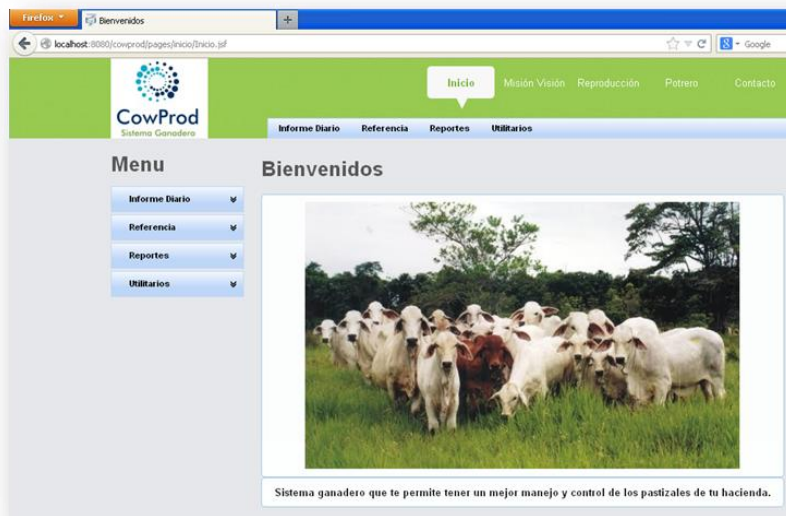 Firefox
Bienvenidos
localhost:8080/cowprod/pages/inicio/Inicio.jsf
Google
CowProd
Sistema Ganadero
Inicio
Misión Visión
Reproducción
Potrero
Contacto
Informe Diario
Referencia
Reportes
Utilitarios
Menu
Informe Diario
Referencia
Reportes
Utilitarios
Bienvenidos
Sistema ganadero que te permite tener un mejor manejo y control de los pastizales de tu hacienda.